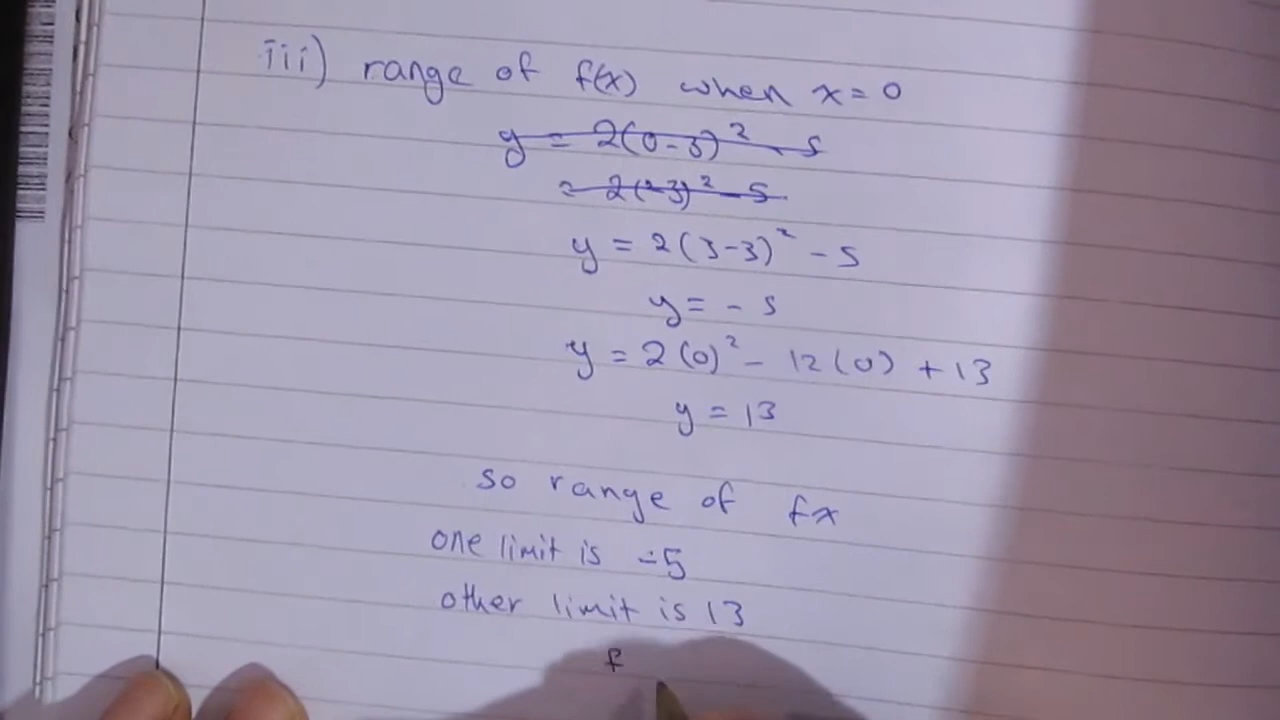 iii) range of f(x) when x = 0
y = 2(0-3)² - 5
= 2(-3)² - 5
y = 2(3-3)² - 5
y = - 5
y = 2(0)² - 12(0) + 13
y = 13
so range of fx
one limit is -5
other limit is 13
f